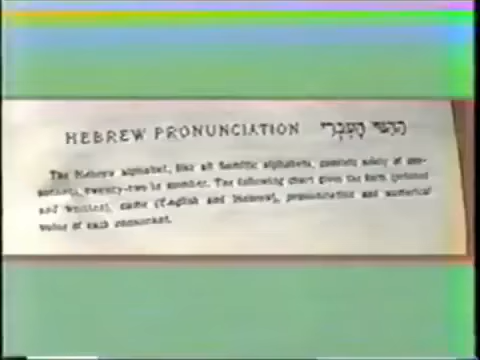 HEBREW PRONUNCIATION
The Hebrew alphabet, like all Semitic alphabets, consists solely of con-
sonants, twenty-two in number. The following chart gives the form (printed
and written), name (English and Hebrew), pronunciation and numerical
value of each consonant.